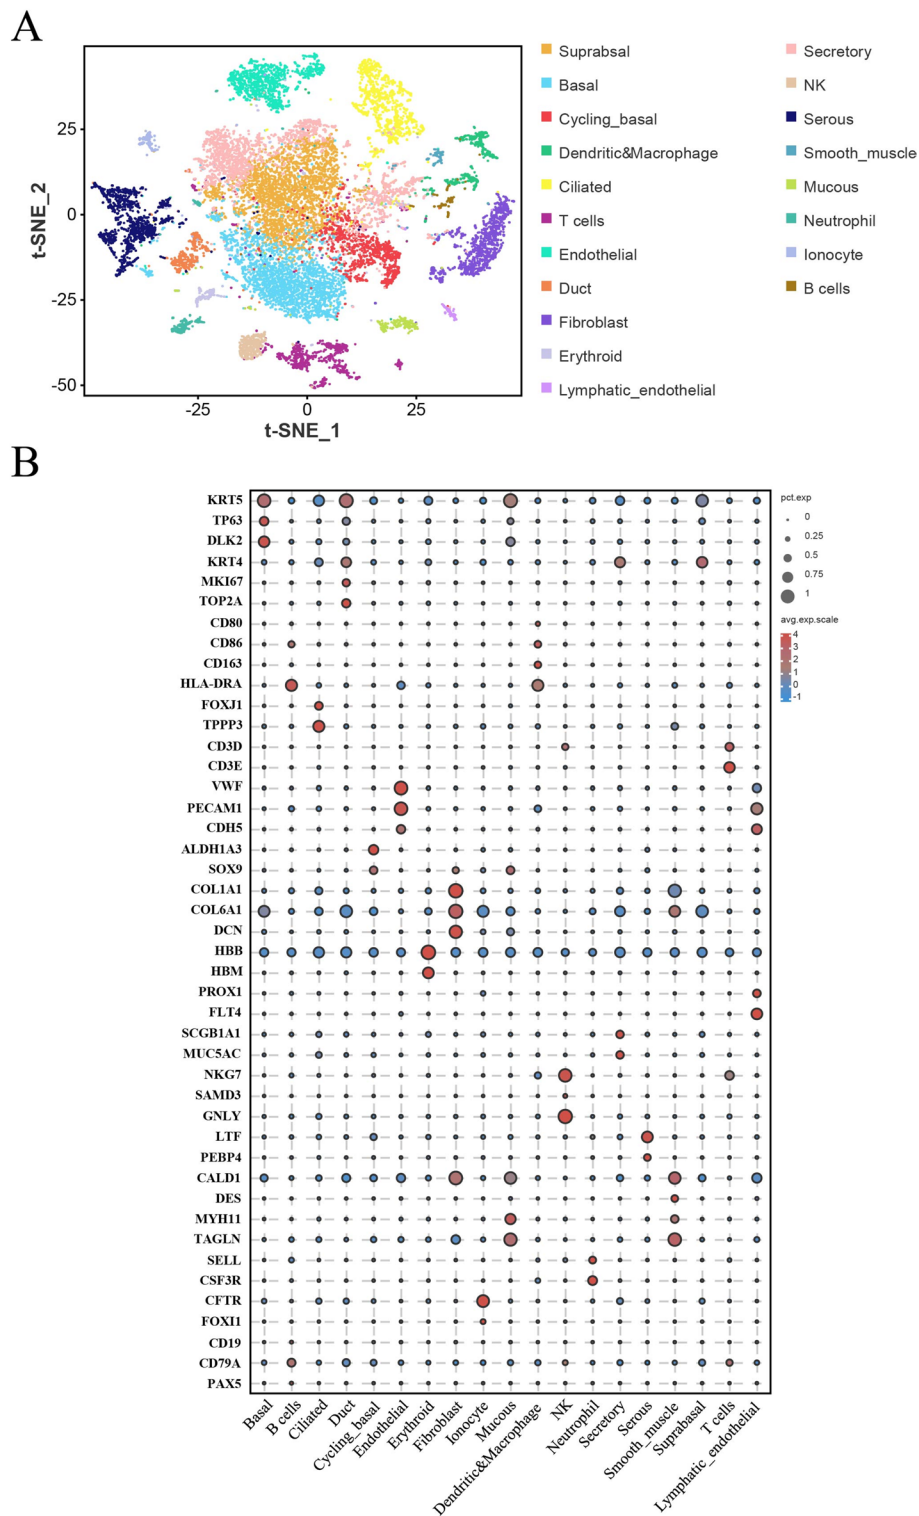 A
t-SNE_2
25
0
-25
-50
-25
0
25
t-SNE_1
Suprabsal
Basal
Cycling_basal
Dendritic&Macrophage
Ciliated
T cells
Endothelial
Duct
Fibroblast
Erythroid
Lymphatic_endothelial
Secretory
NK
Serous
Smooth_muscle
Mucous
Neutrophil
Ionocyte
B cells
B
KRT5
TP63
DLK2
KRT4
MKI67
TOP2A
CD80
CD86
CD163
HLA-DRA
FOXJ1
TPPP3
CD3D
CD3E
VWF
PECAM1
CDH5
ALDH1A3
SOX9
COL1A1
COL6A1
DCN
HBB
HBM
PROX1
FLT4
SCGB1A1
MUC5AC
NKG7
SAMD3
GNLY
LTF
PEBP4
CALD1
DES
MYH11
TAGLN
SELL
CSF3R
CFTR
FOXI1
CD19
CD79A
PAX5
Basal
B cells
Ciliated
Duct
Cycling_basal
Endothelial
Erythroid
Fibroblast
Ionocyte
Mucous
Dendritic&Macrophage
NK
Neutrophil
Secretory
Serous
Smooth_muscle
Suprabasal
T cells
Lymphatic_endothelial
pct.exp
0
0.25
0.5
0.75
1
avg.exp.scale
4
3
2
1
0
-1